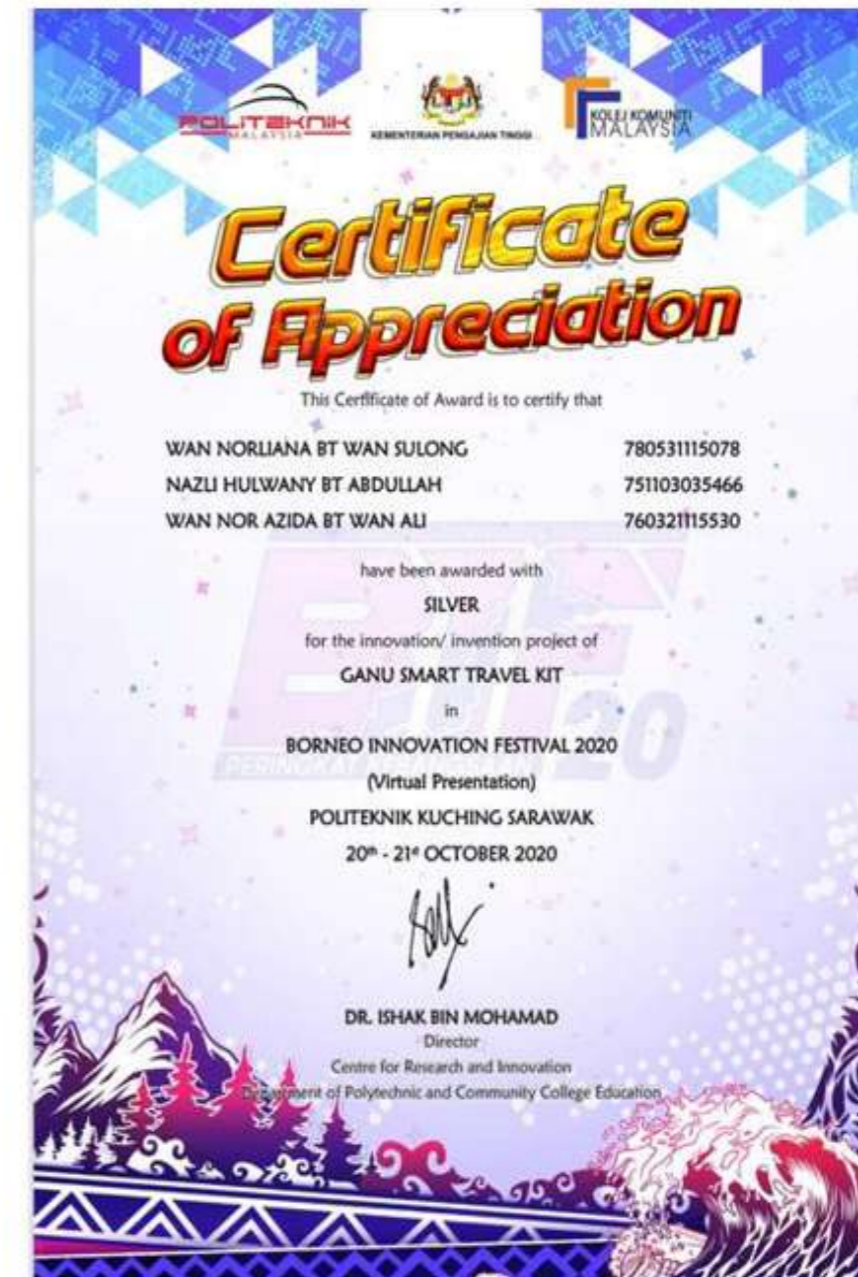 POLITEKNIK
MALAYSIA
KEMENTERIAN PENGAJIAN TINGGI
KOLEJ KOMUNITI
MALAYSIA
Certificate
of Appreciation
This Certificate of Award is to certify that
WAN NORLIANA BT WAN SULONG 780531115078
NAZLI HULWANY BT ABDULLAH 751103035466
WAN NOR AZIDA BT WAN ALI 760321115530
have been awarded with
SILVER
for the innovation/ invention project of
GANU SMART TRAVEL KIT
in
BORNEO INNOVATION FESTIVAL 2020
(Virtual Presentation)
POLITEKNIK KUCHING SARAWAK
20th - 21st OCTOBER 2020
BIF
PERINGKAT KEBANGSAAN 20
DR. ISHAK BIN MOHAMAD
Director
Centre for Research and Innovation
Department of Polytechnic and Community College Education